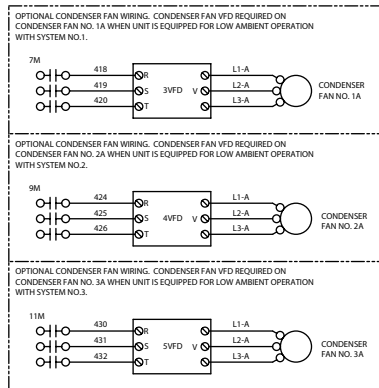 OPTIONAL CONDENSER FAN WIRING. CONDENSER FAN VFD REQUIRED ON
CONDENSER FAN NO. 1A WHEN UNIT IS EQUIPPED FOR LOW AMBIENT OPERATION
WITH SYSTEM NO.1.
7M
418 R L1-A
419 S 3VFD V L2-A CONDENSER
420 T L3-A FAN NO. 1A
OPTIONAL CONDENSER FAN WIRING. CONDENSER FAN VFD REQUIRED ON
CONDENSER FAN NO. 2A WHEN UNIT IS EQUIPPED FOR LOW AMBIENT OPERATION
WITH SYSTEM NO.2.
9M
424 R L1-A
425 S 4VFD V L2-A CONDENSER
426 T L3-A FAN NO. 2A
OPTIONAL CONDENSER FAN WIRING. CONDENSER FAN VFD REQUIRED ON
CONDENSER FAN NO. 3A WHEN UNIT IS EQUIPPED FOR LOW AMBIENT OPERATION
WITH SYSTEM NO.3.
11M
430 R L1-A
431 S 5VFD V L2-A CONDENSER
432 T L3-A FAN NO. 3A